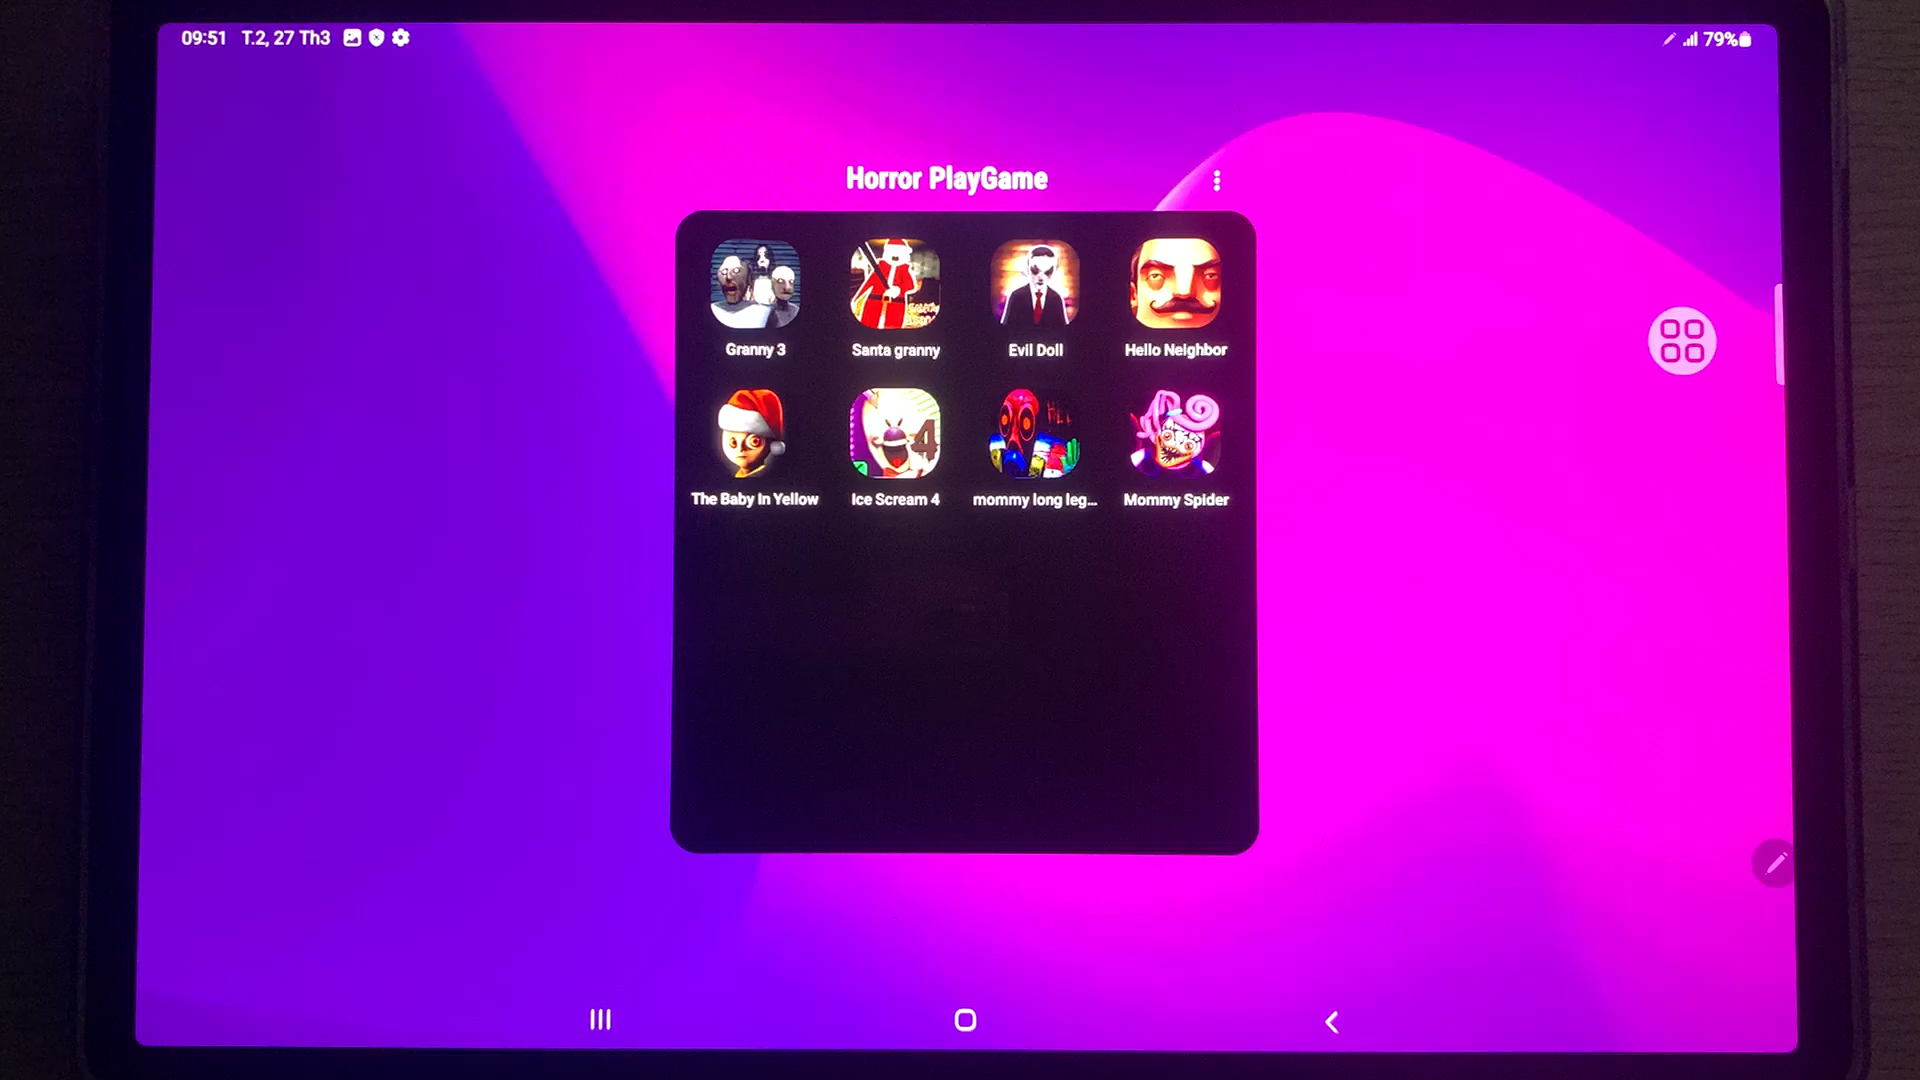 09:51 T.2, 27 Th3
79%
Horror PlayGame
Granny 3
Santa granny
Evil Doll
Hello Neighbor
4
The Baby In Yellow
Ice Scream 4
mommy long leg...
Mommy Spider